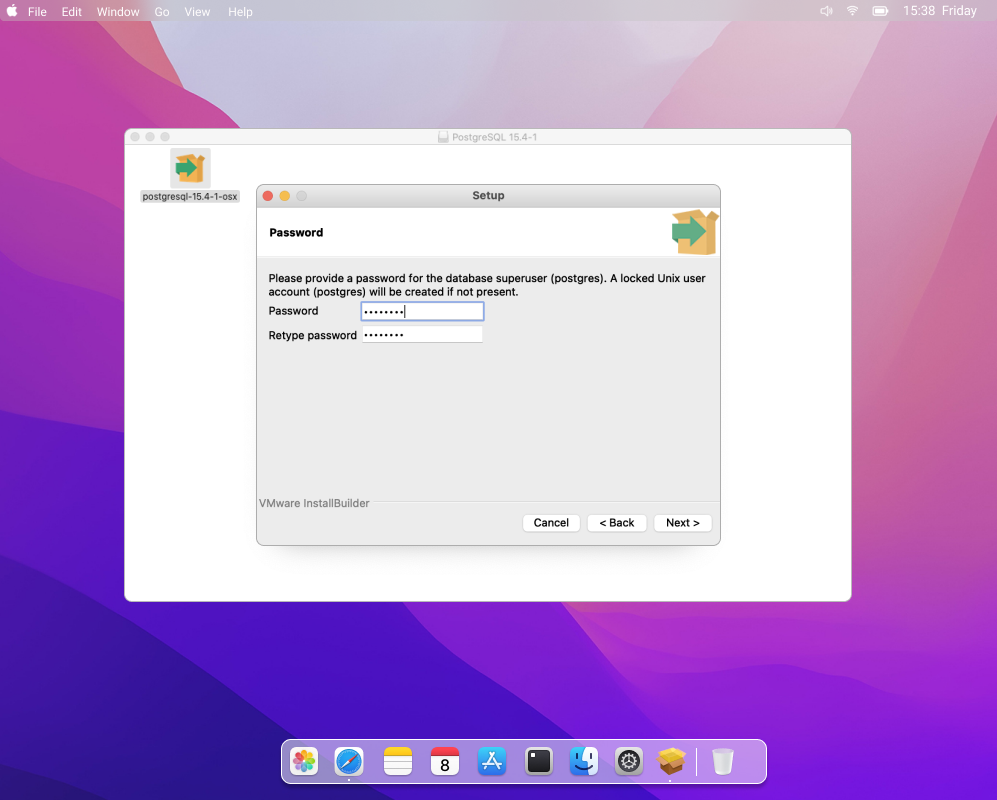 File Edit Window Go View Help 15:38 Friday
PostgreSQL 15.4-1
postgresql-15.4-1-osx
Setup
Password
Please provide a password for the database superuser (postgres). A locked Unix user
account (postgres) will be created if not present.
Password ••••••••
Retype password ••••••••
VMware InstallBuilder
Cancel < Back Next >
8